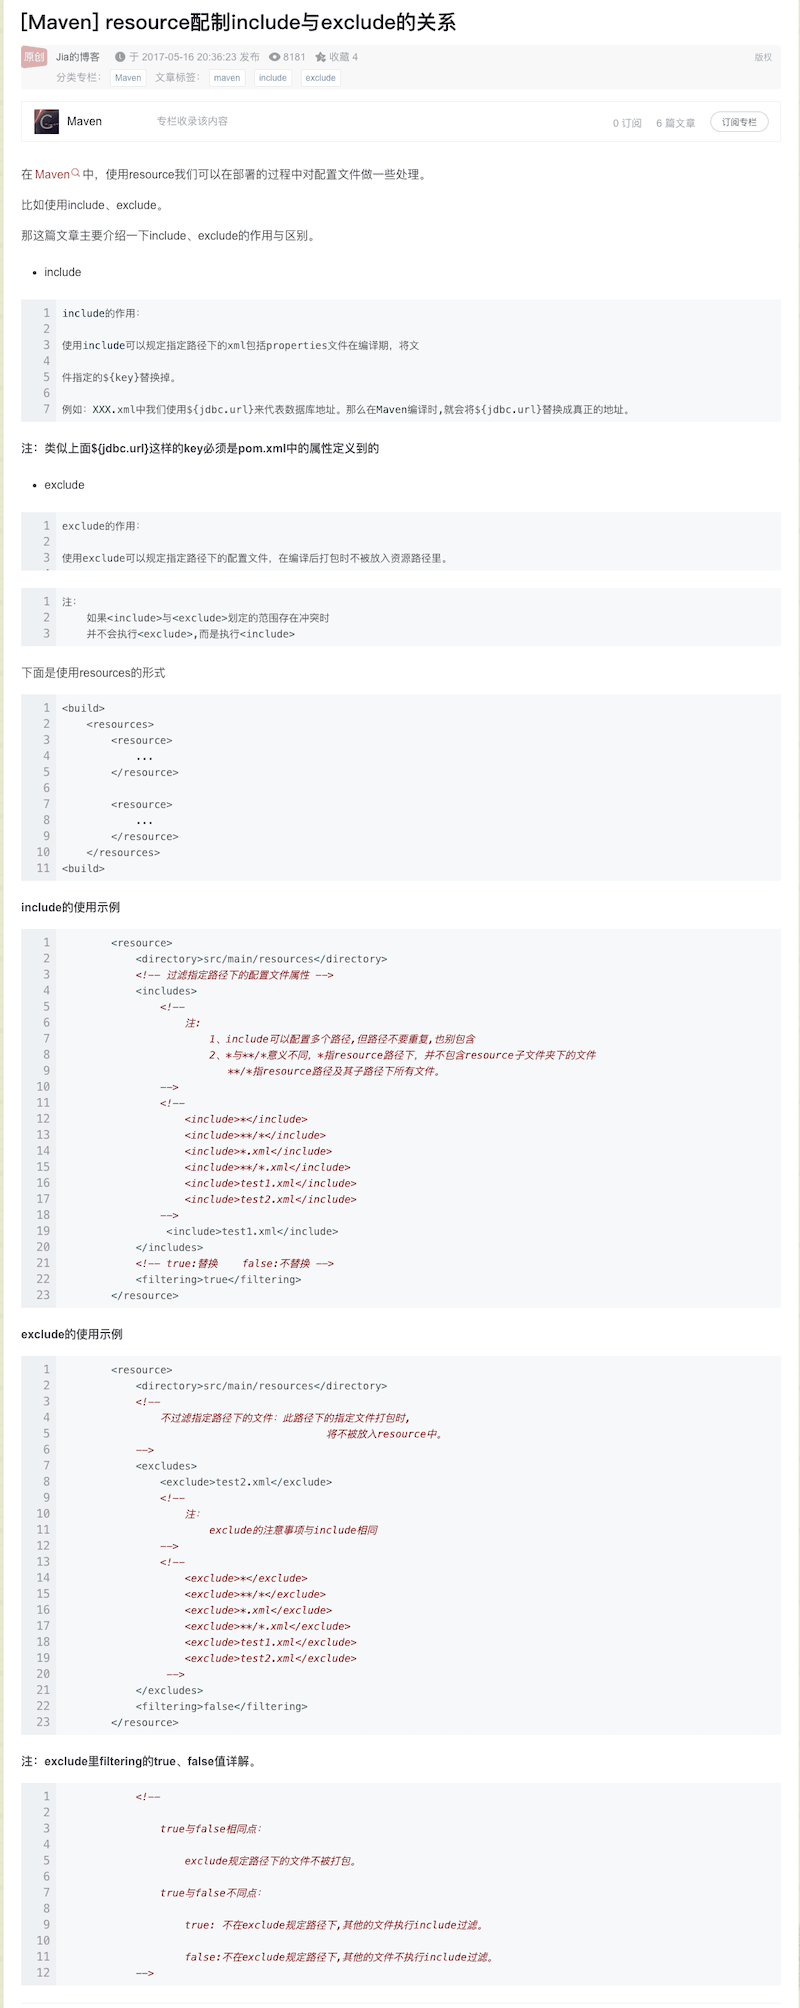 [Maven] resource配制include与exclude的关系
原创 Jia的博客 于 2017-05-16 20:36:23 发布 8181 收藏 4 版权
分类专栏： Maven 文章标签： maven include exclude
Maven 专栏收录该内容 0 订阅 6 篇文章 订阅专栏
在 Maven 中，使用resource我们可以在部署的过程中对配置文件做一些处理。
比如使用include、exclude。
那这篇文章主要介绍一下include、exclude的作用与区别。
• include
1 include的作用：
2
3 使用include可以规定指定路径下的xml包括properties文件在编译期，将文
4
5 件指定的${key}替换掉。
6
7 例如：XXX.xml中我们使用${jdbc.url}来代表数据库地址。那么在Maven编译时,就会将${jdbc.url}替换成真正的地址。
注：类似上面${jdbc.url}这样的key必须是pom.xml中的属性定义到的
• exclude
1 exclude的作用：
2
3 使用exclude可以规定指定路径下的配置文件，在编译后打包时不被放入资源路径里。
1 注：
2     如果<include>与<exclude>划定的范围存在冲突时
3     并不会执行<exclude>,而是执行<include>
下面是使用resources的形式
1 <build>
2     <resources>
3         <resource>
4             ...
5         </resource>
6
7         <resource>
8             ...
9         </resource>
10     </resources>
11 <build>
include的使用示例
1         <resource>
2             <directory>src/main/resources</directory>
3             <!-- 过滤指定路径下的配置文件属性 -->
4             <includes>
5                 <!--
6                     注:
7                         1、include可以配置多个路径,但路径不要重复,也别包含
8                         2、*与**/*意义不同，*指resource路径下，并不包含resource子文件夹下的文件
9                            **/*指resource路径及其子路径下所有文件。
10                 -->
11                 <!--
12                     <include>*</include>
13                     <include>**/*</include>
14                     <include>*.xml</include>
15                     <include>**/*.xml</include>
16                     <include>test1.xml</include>
17                     <include>test2.xml</include>
18                 -->
19                  <include>test1.xml</include>
20             </includes>
21             <!-- true:替换    false:不替换 -->
22             <filtering>true</filtering>
23         </resource>
exclude的使用示例
1         <resource>
2             <directory>src/main/resources</directory>
3             <!--
4                 不过滤指定路径下的文件：此路径下的指定文件打包时,
5                                            将不被放入resource中。
6             -->
7             <excludes>
8                 <exclude>test2.xml</exclude>
9                 <!--
10                     注：
11                         exclude的注意事项与include相同
12                 -->
13                 <!--
14                     <exclude>*</exclude>
15                     <exclude>**/*</exclude>
16                     <exclude>*.xml</exclude>
17                     <exclude>**/*.xml</exclude>
18                     <exclude>test1.xml</exclude>
19                     <exclude>test2.xml</exclude>
20                  -->
21             </excludes>
22             <filtering>false</filtering>
23         </resource>
注：exclude里filtering的true、false值详解。
1             <!--
2
3                 true与false相同点：
4
5                     exclude规定路径下的文件不被打包。
6
7                 true与false不同点：
8
9                     true: 不在exclude规定路径下,其他的文件执行include过滤。
10
11                     false:不在exclude规定路径下,其他的文件不执行include过滤。
12             -->